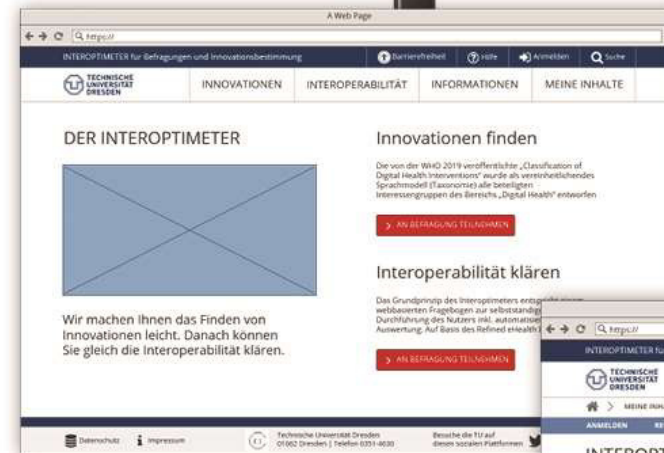 A Web Page
https://
INTEROPTIMETER für Befragungen und Innovationsbestimmung
Barrierefreiheit
Hilfe
Anmelden
Suche
TECHNISCHE
UNIVERSITÄT
DRESDEN
INNOVATIONEN
INTEROPERABILITÄT
INFORMATIONEN
MEINE INHALTE
DER INTEROPTIMETER
Wir machen Ihnen das Finden von
Innovationen leicht. Danach können
Sie gleich die Interoperabilität klären.
Innovationen finden
Die von der WHO 2019 veröffentlichte „Classification of
Digital Health Interventions“ wurde als vereinheitlichendes
Sprachmodell (Taxonomie) alle beteiligten
Interessengruppen des Bereichs „Digital Health“ entworfen
> AN BEFRAGUNG TEILNEHMEN
Interoperabilität klären
Das Grundprinzip des Interoptimeters entspricht einem
webbasierten Fragebogen zur selbstständig
Durchführung des Nutzers inkl. automatisie
Auswertung. Auf Basis des Refined eHealth
> AN BEFRAGUNG TEILNEHMEN
Datenschutz
Impressum
Technische Universität Dresden
01062 Dresden | Telefon 0351-4630
Besuche die TU auf
diesen sozialen Plattformen
https://
INTEROPTIMETER fü
TECHNISCHE
UNIVERSITÄT
DRESDEN
> MEINE INHA
ANMELDEN
RE
INTEROPT